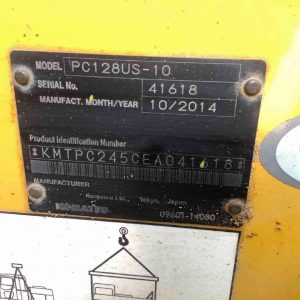 MODEL PC128US-10
SERIAL No. 41618
MANUFACT. MONTH/YEAR 10/2014
Product Identification Number
*KMTPC245CEA041618*
MANUFACTURER
Komatsu Ltd., Tokyo, Japan
KOMATSU 09601-14080